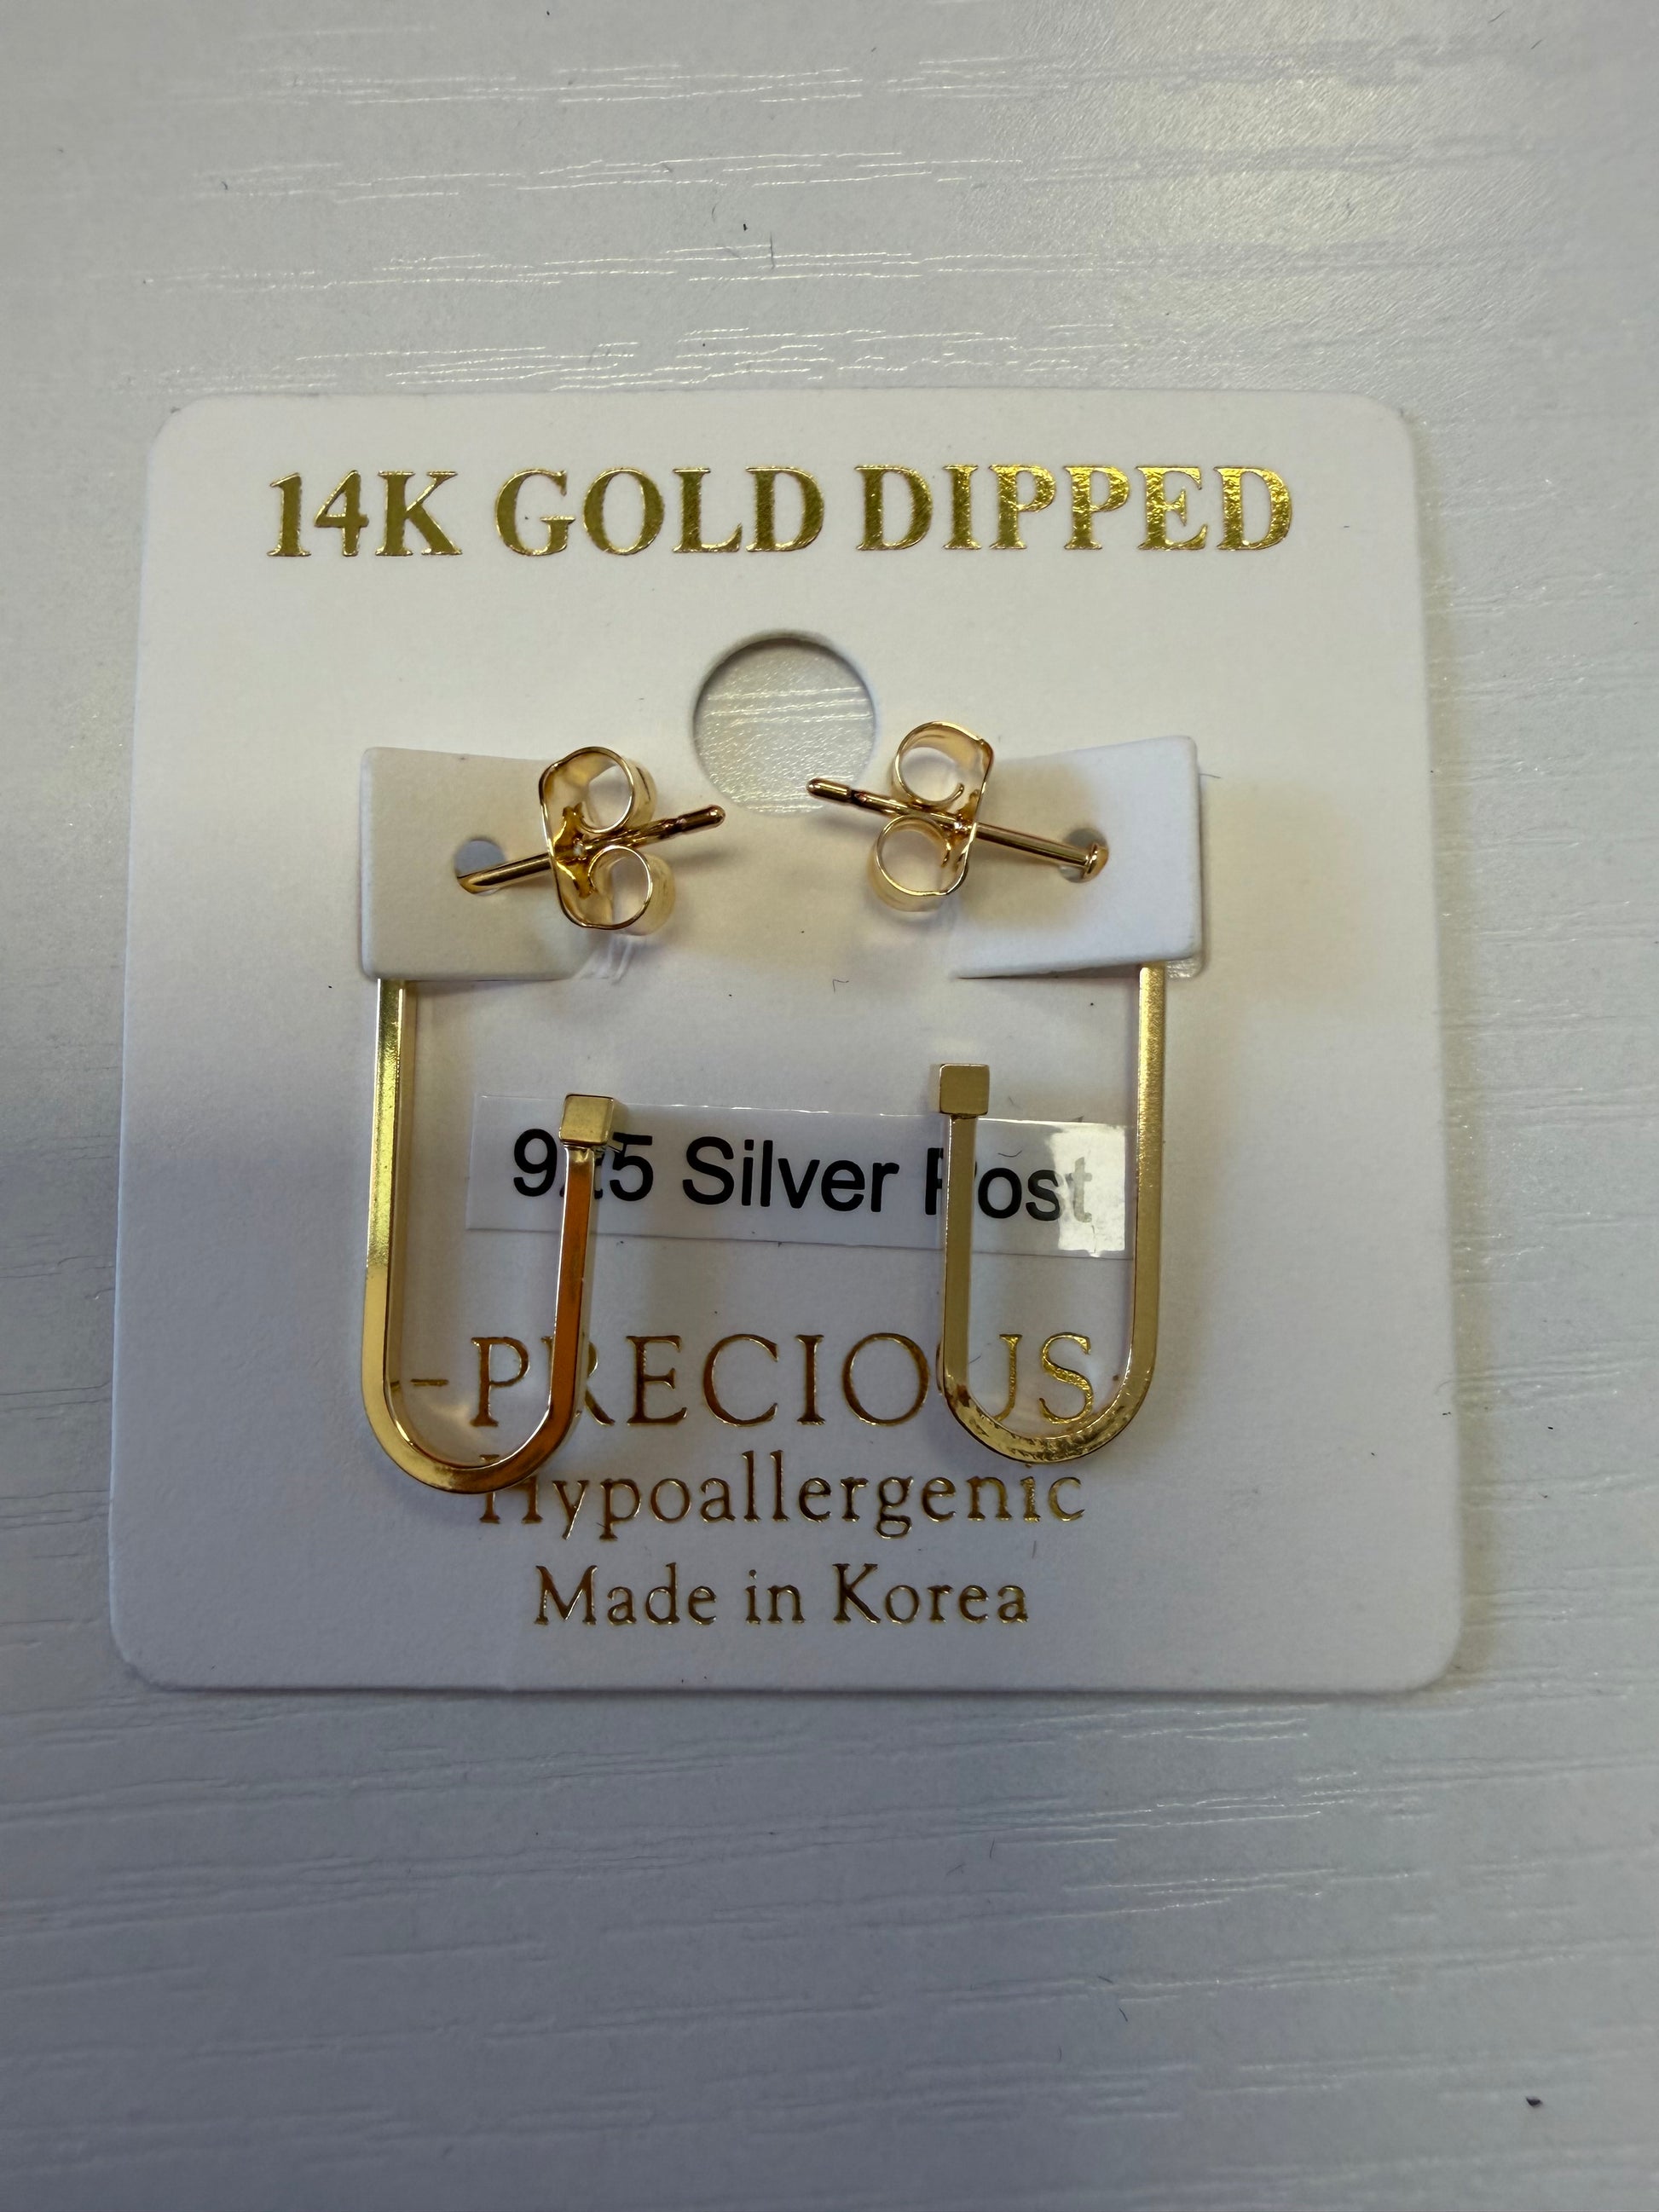 14K GOLD DIPPED
925 Silver Post
-PRECIOUS
Hypoallergenic
Made in Korea